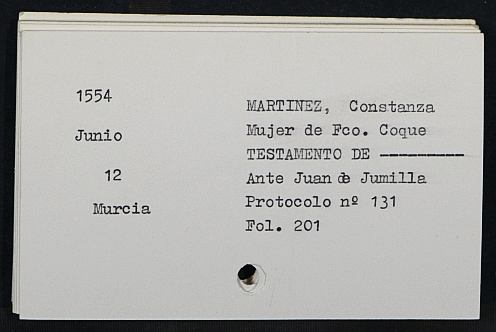 1554
Junio
12
Murcia
MARTINEZ, Constanza
Mujer de Fco. Coque
TESTAMENTO DE ----------
Ante Juan de Jumilla
Protocolo nº 131
Fol. 201